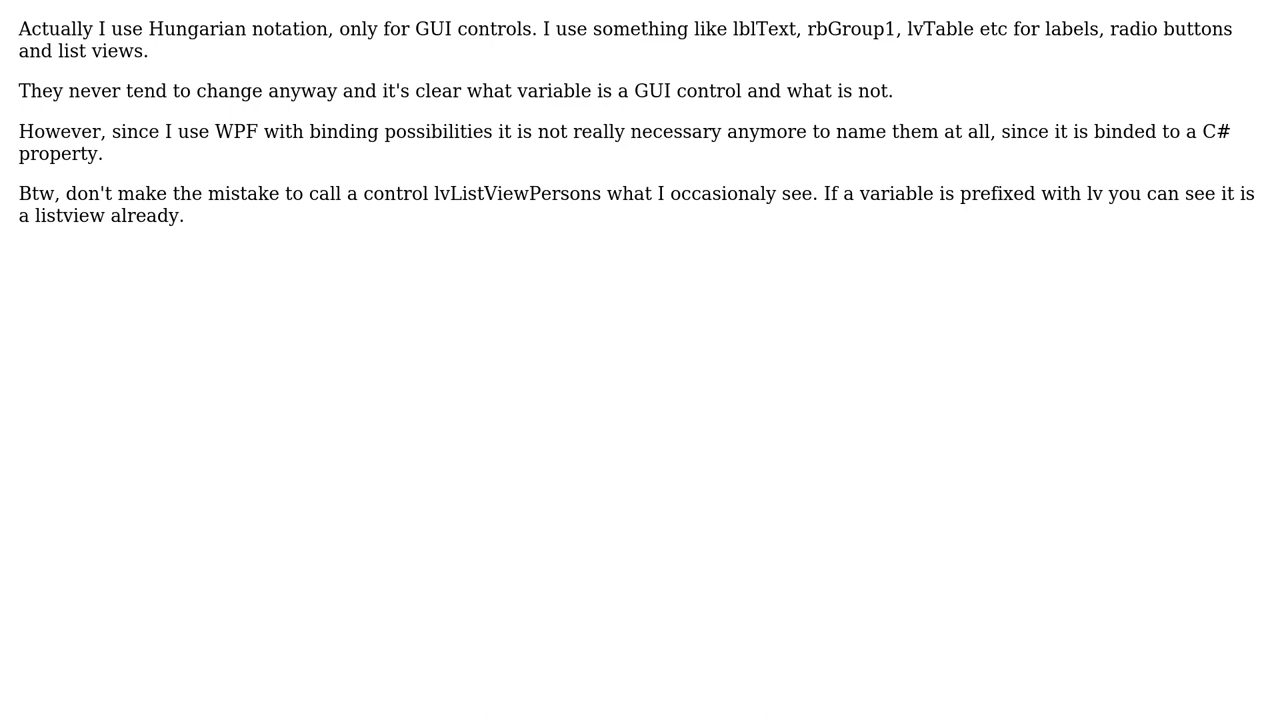 Actually I use Hungarian notation, only for GUI controls. I use something like lblText, rbGroup1, lvTable etc for labels, radio buttons
and list views.
They never tend to change anyway and it's clear what variable is a GUI control and what is not.
However, since I use WPF with binding possibilities it is not really necessary anymore to name them at all, since it is binded to a C#
property.
Btw, don't make the mistake to call a control lvListViewPersons what I occasionaly see. If a variable is prefixed with lv you can see it is
a listview already.